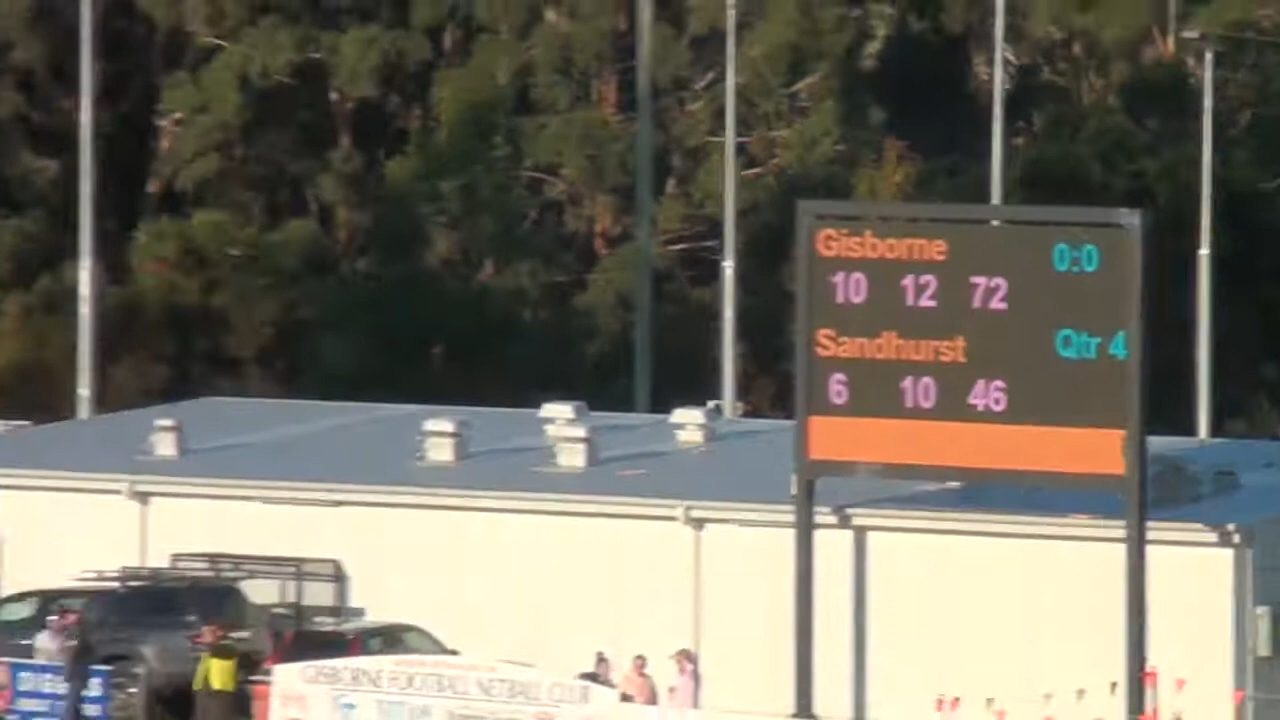 Gisborne 0:0
10 12 72
Sandhurst Qtr 4
6 10 46
GISBORNE FOOTBALL NETBALL CLUB